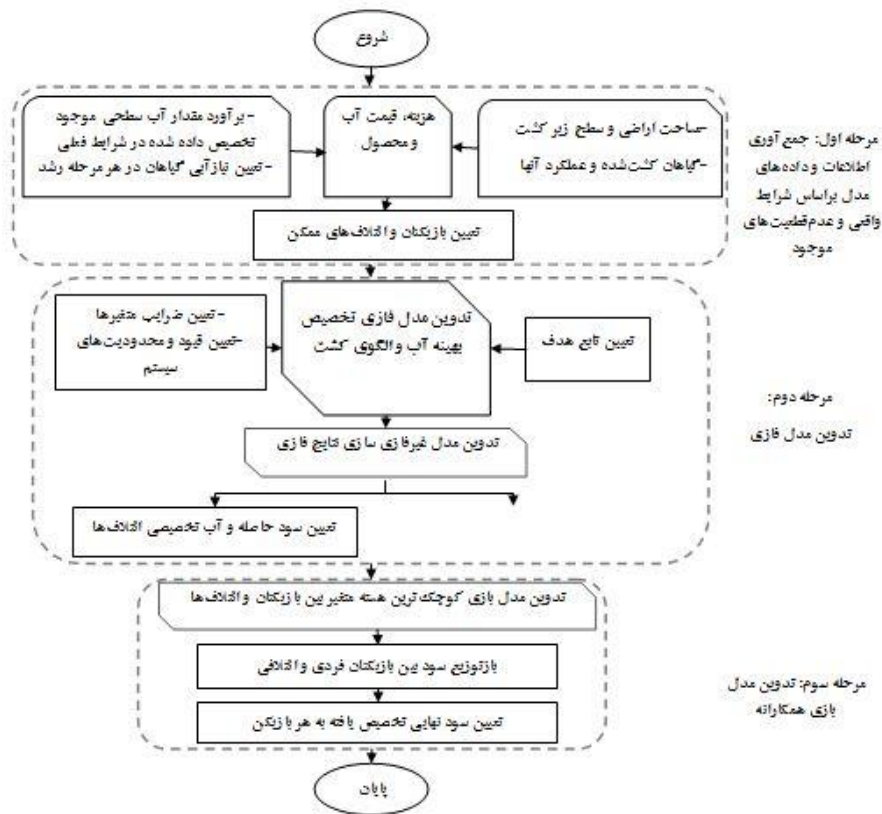 شروع
-مساحت اراضی و سطح زیر کشت
-گیاهان کشت‌شده و عملکرد آنها
هزینه، قیمت آب
و محصول
-برآورد مقدار آب سطحی موجود
تخصیص داده شده در شرایط فعلی
-تعیین نیاز آبی گیاهان در هر مرحله رشد
مرحله اول: جمع آوری
اطلاعات و داده‌های
مدل براساس شرایط
واقعی و عدم‌قطعیت‌های
موجود
تعیین بازیکنان و ائتلاف‌های ممکن
تعیین تابع هدف
تدوین مدل فازی تخصیص
بهینه آب و الگوی کشت
-تعیین ضرایب متغیرها
-تعیین قیود و محدودیت‌های
سیستم
مرحله دوم:
تدوین مدل فازی
تدوین مدل غیرفازی سازی نتایج فازی
تعیین سود حاصله و آب تخصیصی ائتلاف‌ها
تدوین مدل بازی کوچک‌ترین هسته متغیر بین بازیکنان و ائتلاف‌ها
بازتوزیع سود بین بازیکنان فردی و ائتلافی
تعیین سود نهایی تخصیص یافته به هر بازیکن
مرحله سوم: تدوین مدل
بازی همکارانه
پایان